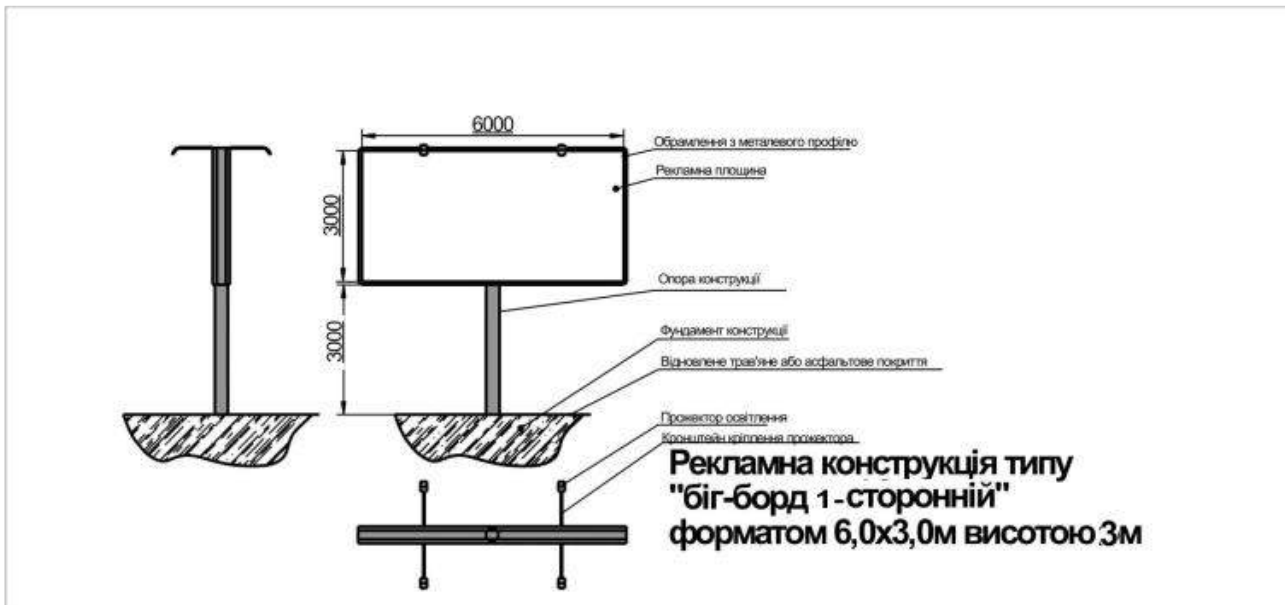 6000
Обрамлення з металевого профілю
Рекламна площина
3000
Опора конструкції
3000
Фундамент конструкції
Відновлене трав'яне або асфальтове покриття
Прожектор освітлення
Кронштейн кріплення прожектора
Рекламна конструкція типу
"біг-борд 1-сторонній"
форматом 6,0х3,0м висотою 3м